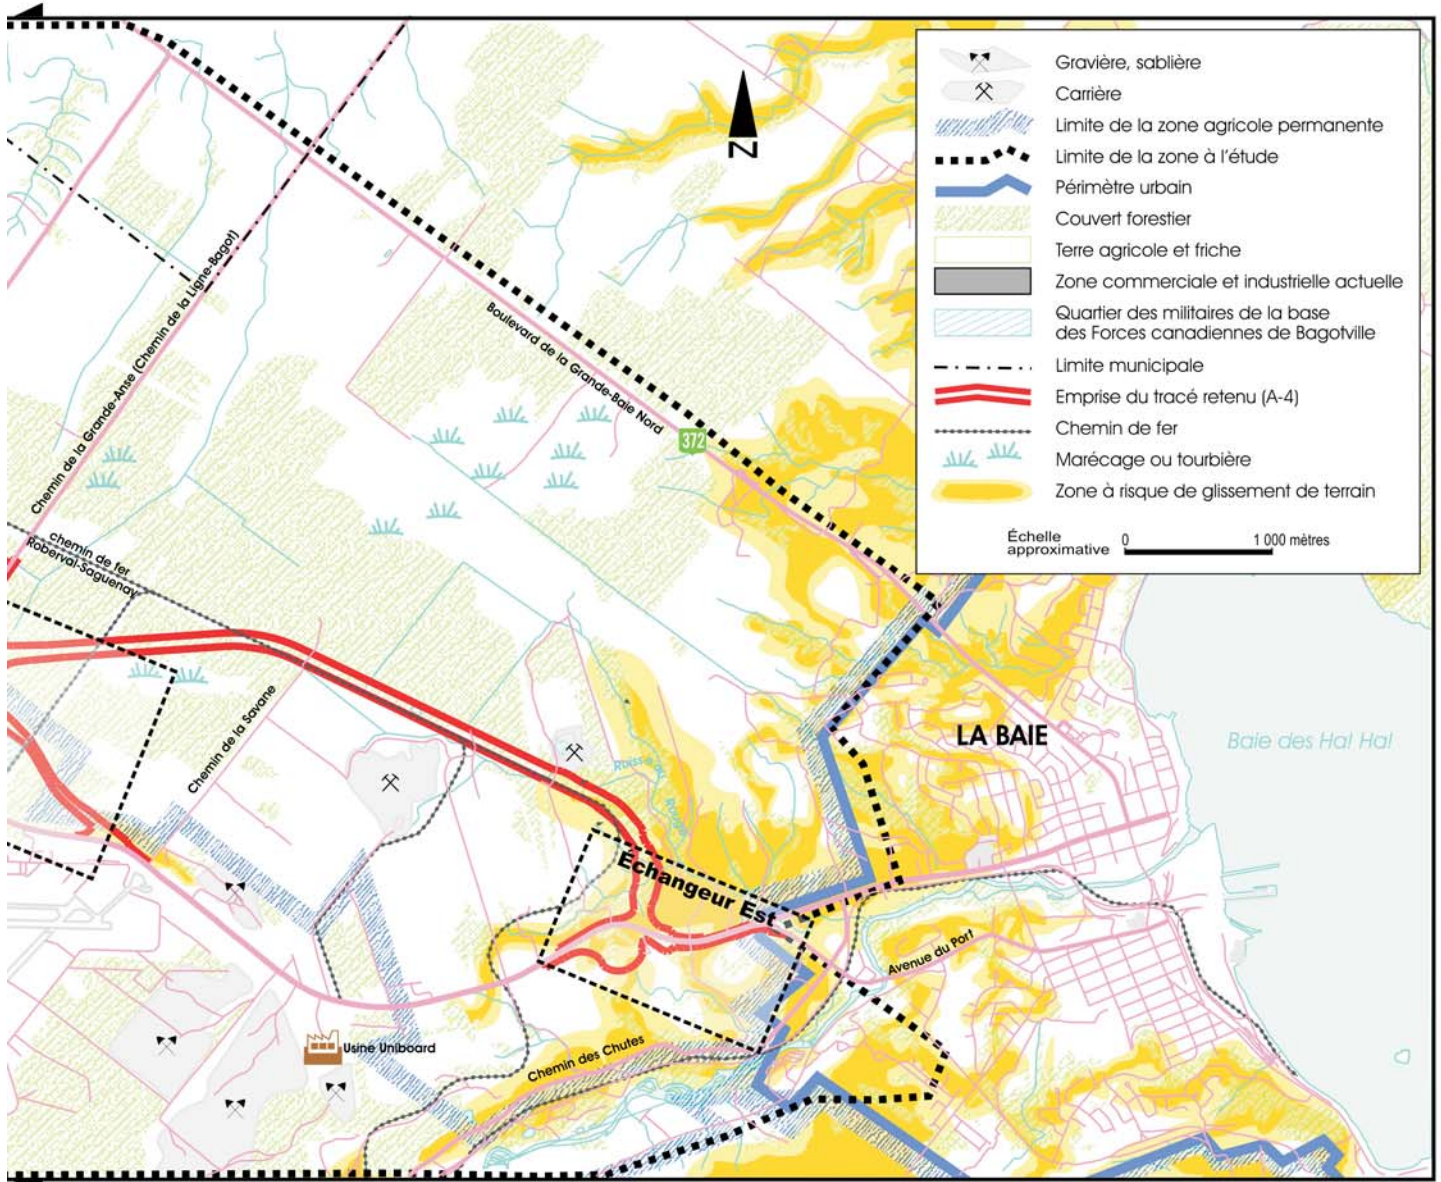 Gravière, sablière
Carrière
Limite de la zone agricole permanente
Limite de la zone à l'étude
Périmètre urbain
Couvert forestier
Terre agricole et friche
Zone commerciale et industrielle actuelle
Quartier des militaires de la base
des Forces canadiennes de Bagotville
Limite municipale
Emprise du tracé retenu (A-4)
Chemin de fer
Marécage ou tourbière
Zone à risque de glissement de terrain
Échelle
approximative
0
1 000 mètres
N
Chemin de la Grande-Anse (Chemin de la Ligne-Bagot)
Boulevard de la Grande-Baie Nord
372
chemin de fer
Roberval-Saguenay
Chemin de la Savane
LA BAIE
Baie des Ha! Ha!
Ruisseau
Rouge
Échangeur Est
Avenue du Port
Usine Uniboard
Chemin des Chutes